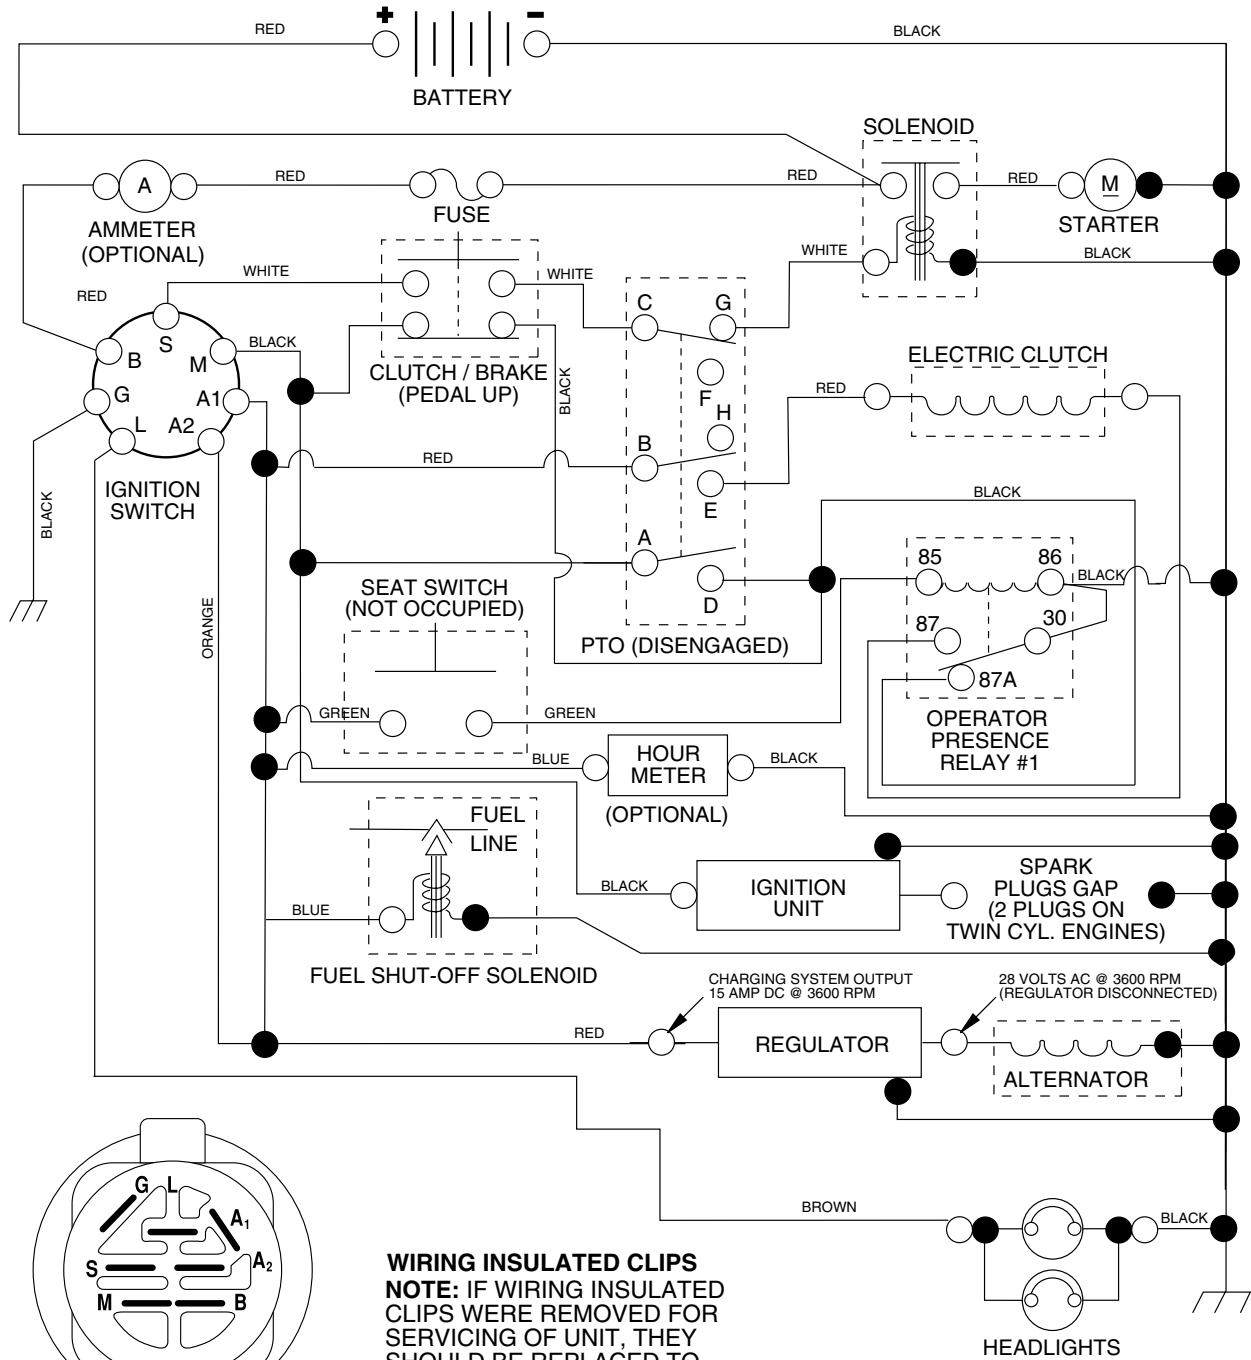 +
−
RED
BLACK
BATTERY
SOLENOID
A
RED
RED
RED
M
FUSE
AMMETER
(OPTIONAL)
STARTER
WHITE
BLACK
WHITE
WHITE
RED
C
G
S
B
M
BLACK
CLUTCH / BRAKE
(PEDAL UP)
BLACK
F
ELECTRIC CLUTCH
RED
G
A1
H
L
A2
B
RED
E
IGNITION
SWITCH
BLACK
BLACK
A
85
86
BLACK
SEAT SWITCH
(NOT OCCUPIED)
D
ORANGE
87
30
PTO (DISENGAGED)
87A
GREEN
GREEN
OPERATOR
PRESENCE
RELAY #1
BLUE
HOUR
METER
BLACK
(OPTIONAL)
FUEL
LINE
BLACK
IGNITION
UNIT
SPARK
PLUGS GAP
(2 PLUGS ON
TWIN CYL. ENGINES)
BLUE
FUEL SHUT-OFF SOLENOID
CHARGING SYSTEM OUTPUT
15 AMP DC @ 3600 RPM
28 VOLTS AC @ 3600 RPM
(REGULATOR DISCONNECTED)
RED
REGULATOR
ALTERNATOR
G L
A1
S
A2
M
B
BROWN
BLACK
WIRING INSULATED CLIPS
NOTE: IF WIRING INSULATED
CLIPS WERE REMOVED FOR
SERVICING OF UNIT, THEY
SHOULD BE REPLACED TO
HEADLIGHTS